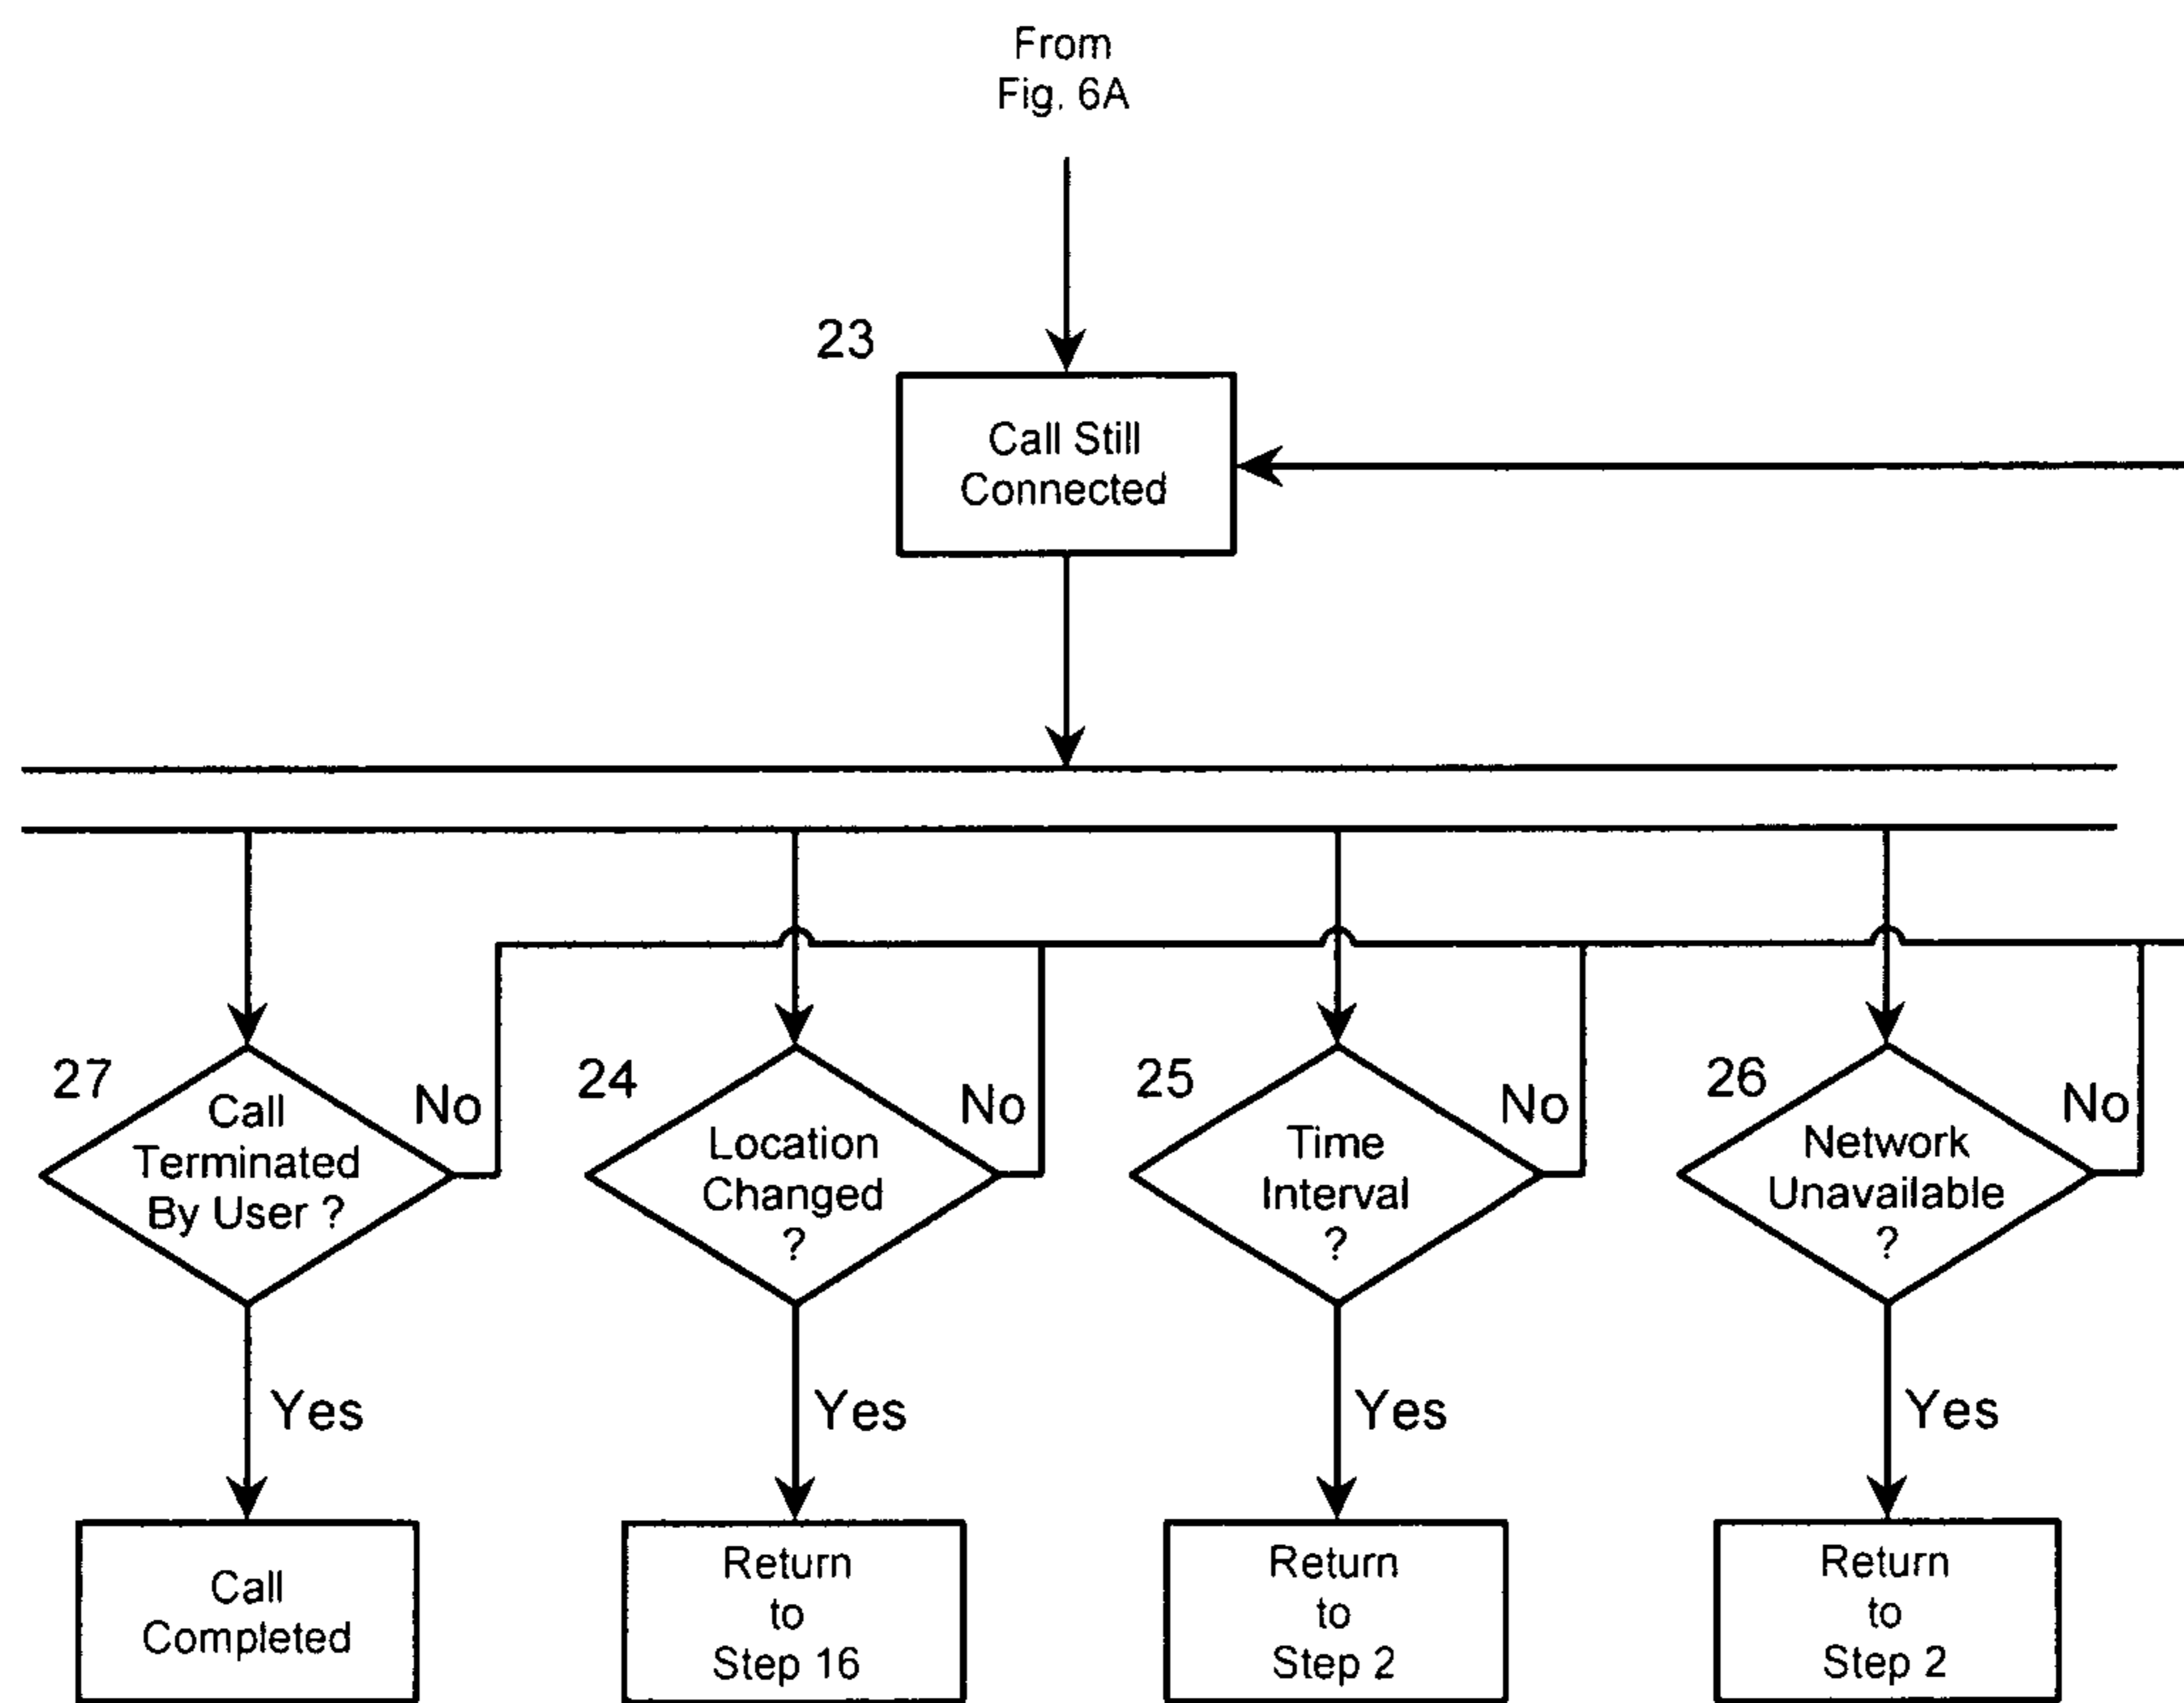 From
Fig. 6A
23
Call Still
Connected
27
Call
Terminated
By User ?
No
24
Location
Changed
?
No
25
Time
Interval
?
No
26
Network
Unavailable
?
No
Yes
Yes
Yes
Yes
Call
Completed
Return
to
Step 16
Return
to
Step 2
Return
to
Step 2